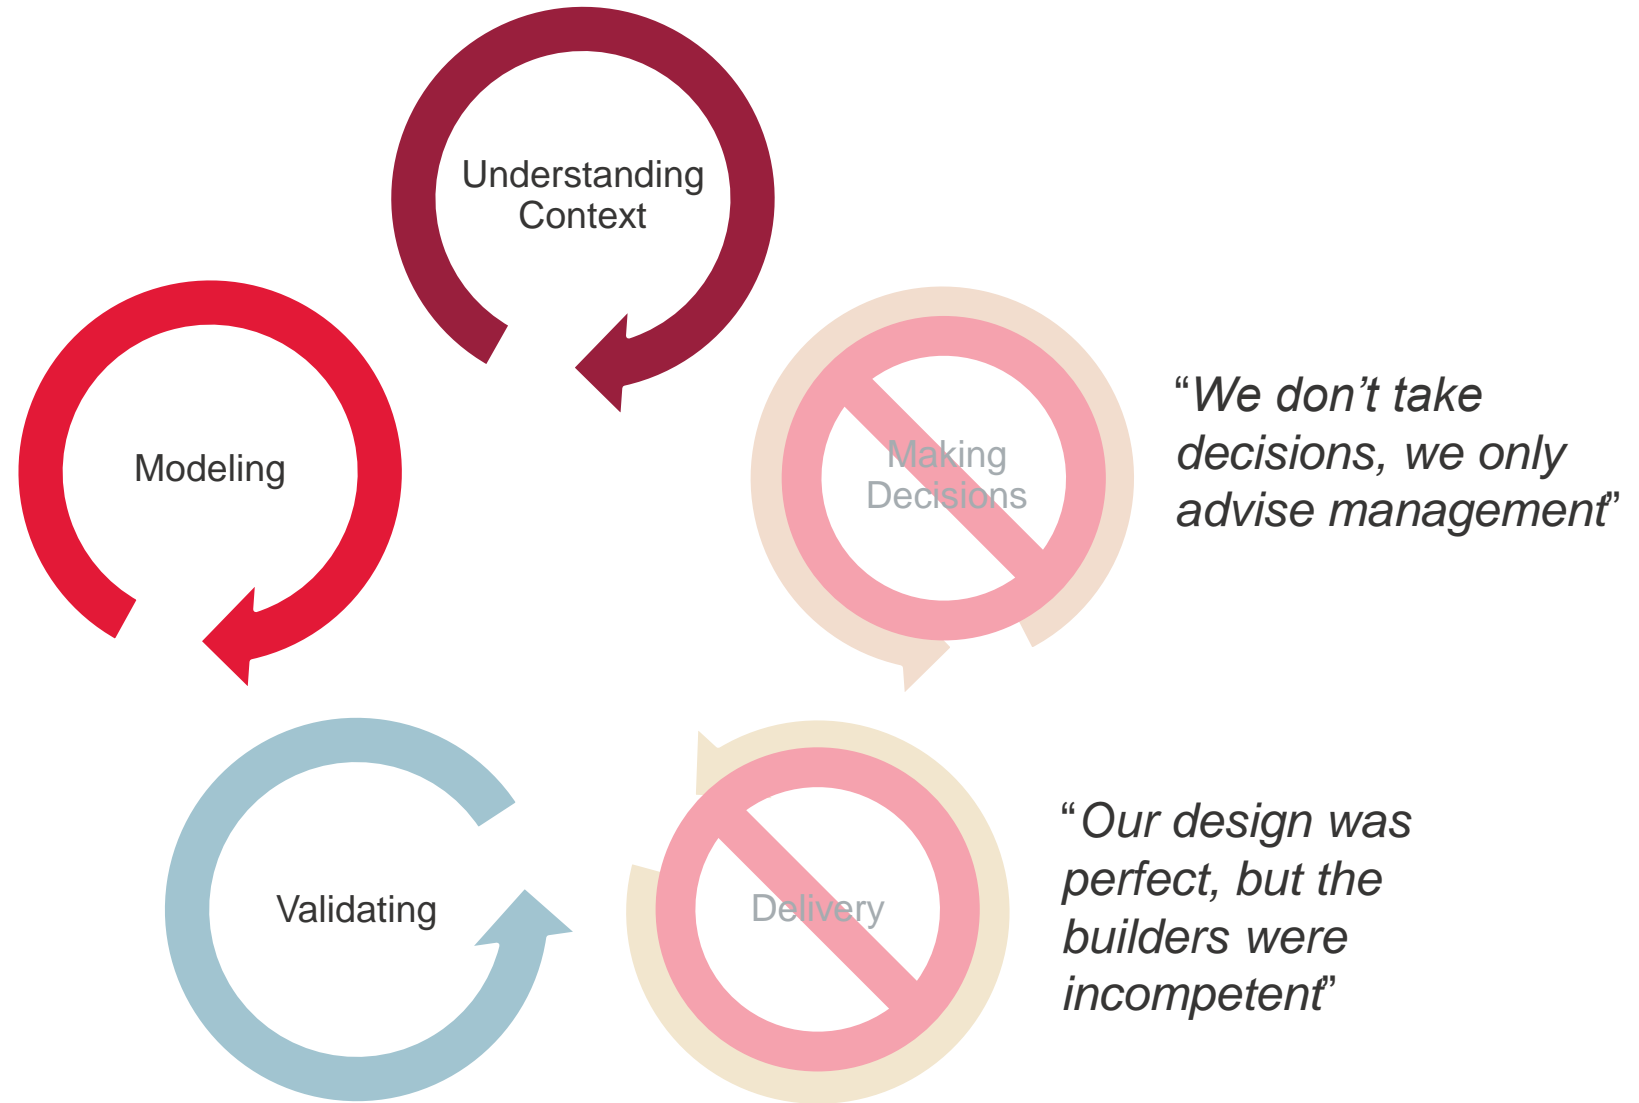 Understanding
Context
Modeling
Making
Decisions
“We don’t take
decisions, we only
advise management”
Validating
Delivery
“Our design was
perfect, but the
builders were
incompetent”